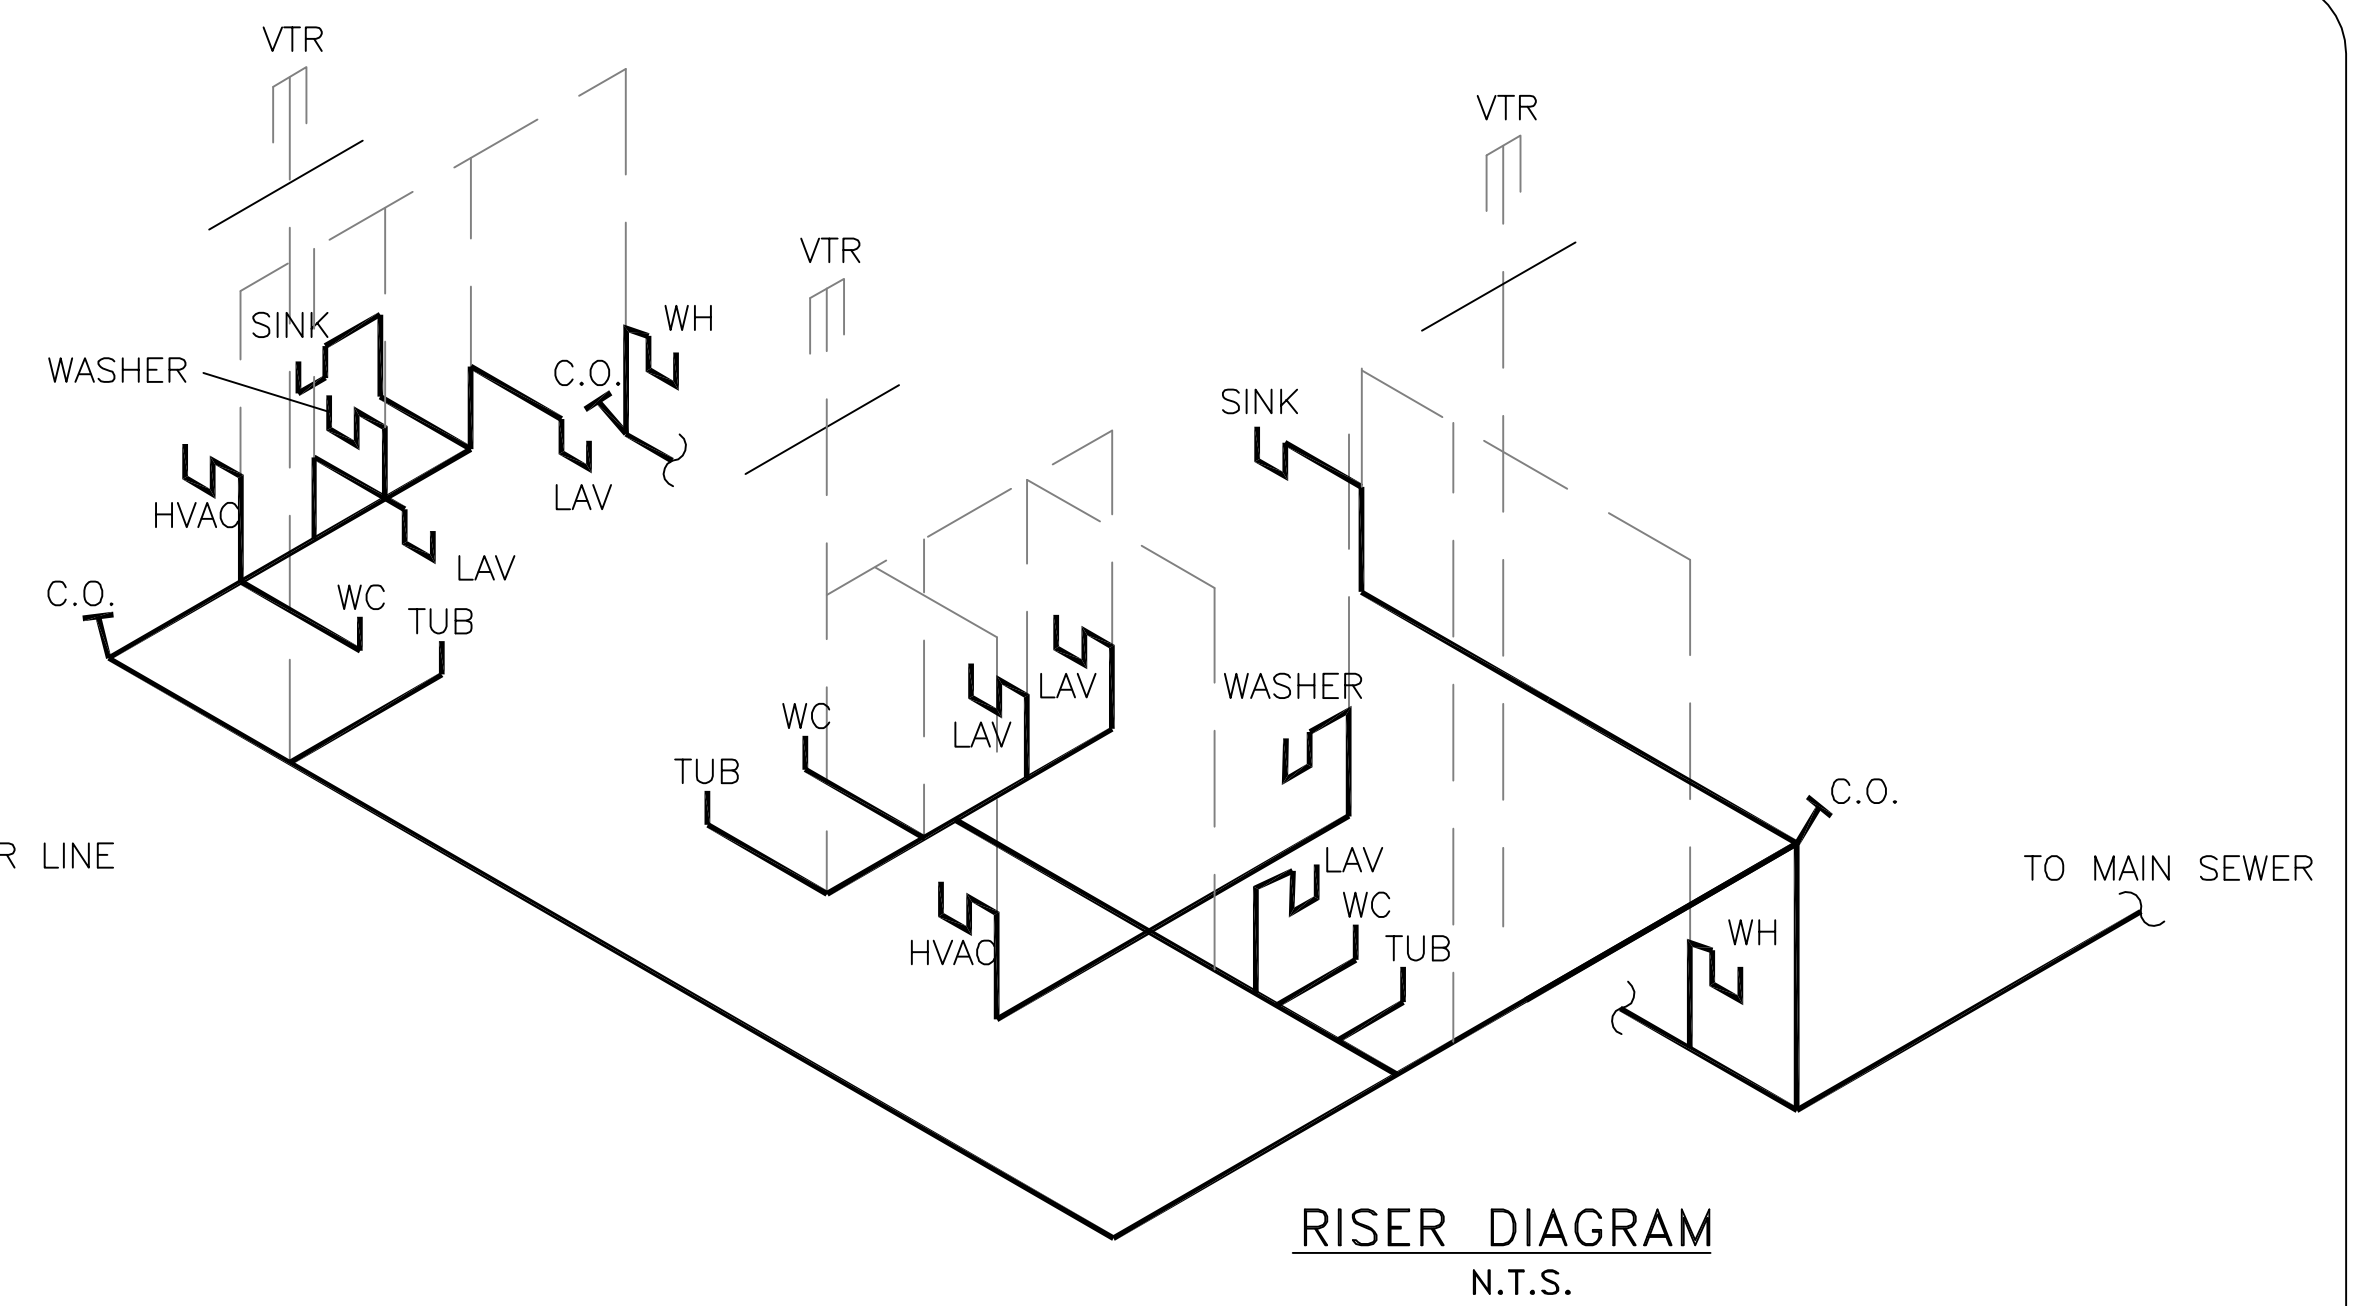 VTR
VTR
VTR
SINK
WH
WASHER
C.O.
SINK
HVAC
LAV
LAV
C.O.
WC
TUB
LAV
WASHER
WC
LAV
TUB
C.O.
R LINE
LAV
TO MAIN SEWER
WC
WH
HVAC
TUB
RISER DIAGRAM
N.T.S.